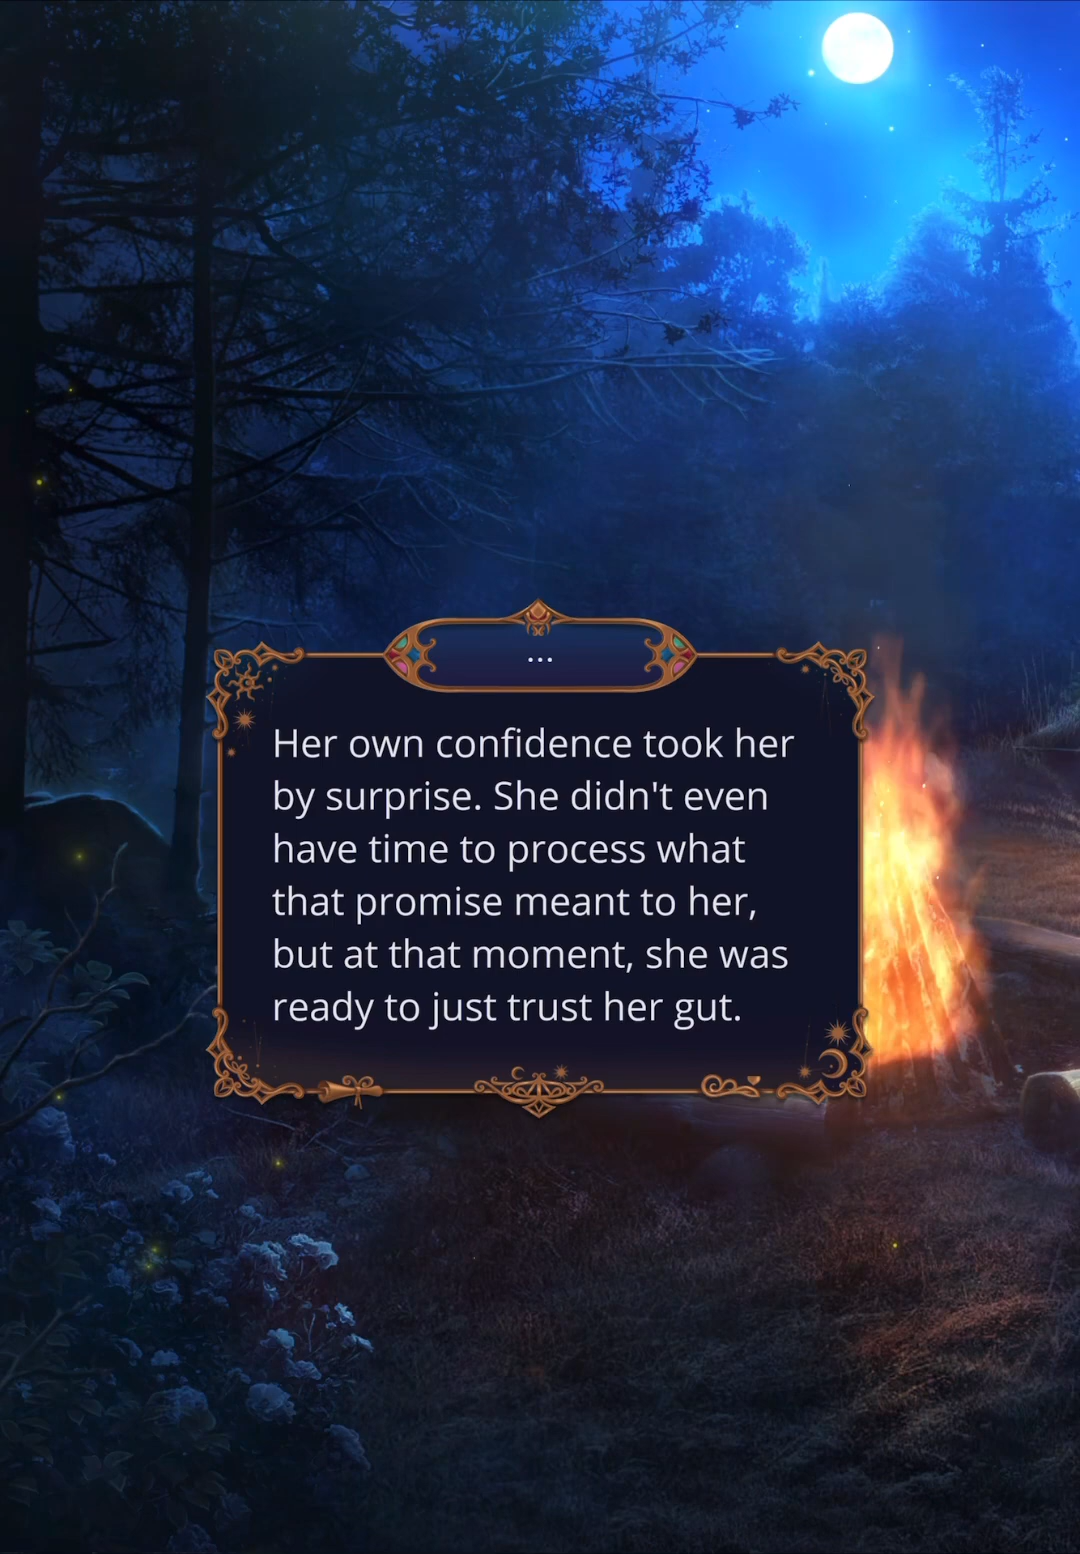 ...
Her own confidence took her
by surprise. She didn't even
have time to process what
that promise meant to her,
but at that moment, she was
ready to just trust her gut.